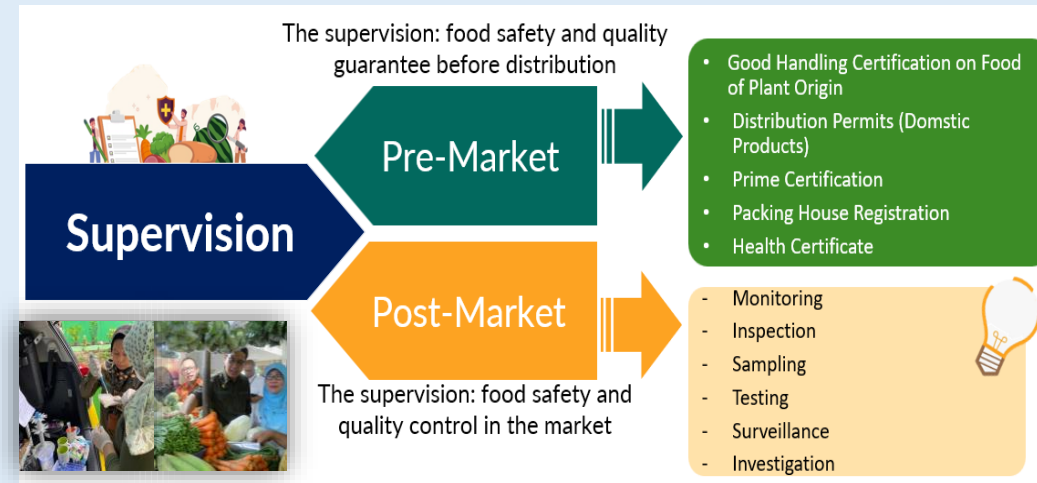 The supervision: food safety and quality
guarantee before distribution
Supervision
Pre-Market
• Good Handling Certification on Food
of Plant Origin
• Distribution Permits (Domstic
Products)
• Prime Certification
• Packing House Registration
• Health Certificate
Post-Market
The supervision: food safety and
quality control in the market
- Monitoring
- Inspection
- Sampling
- Testing
- Surveillance
- Investigation